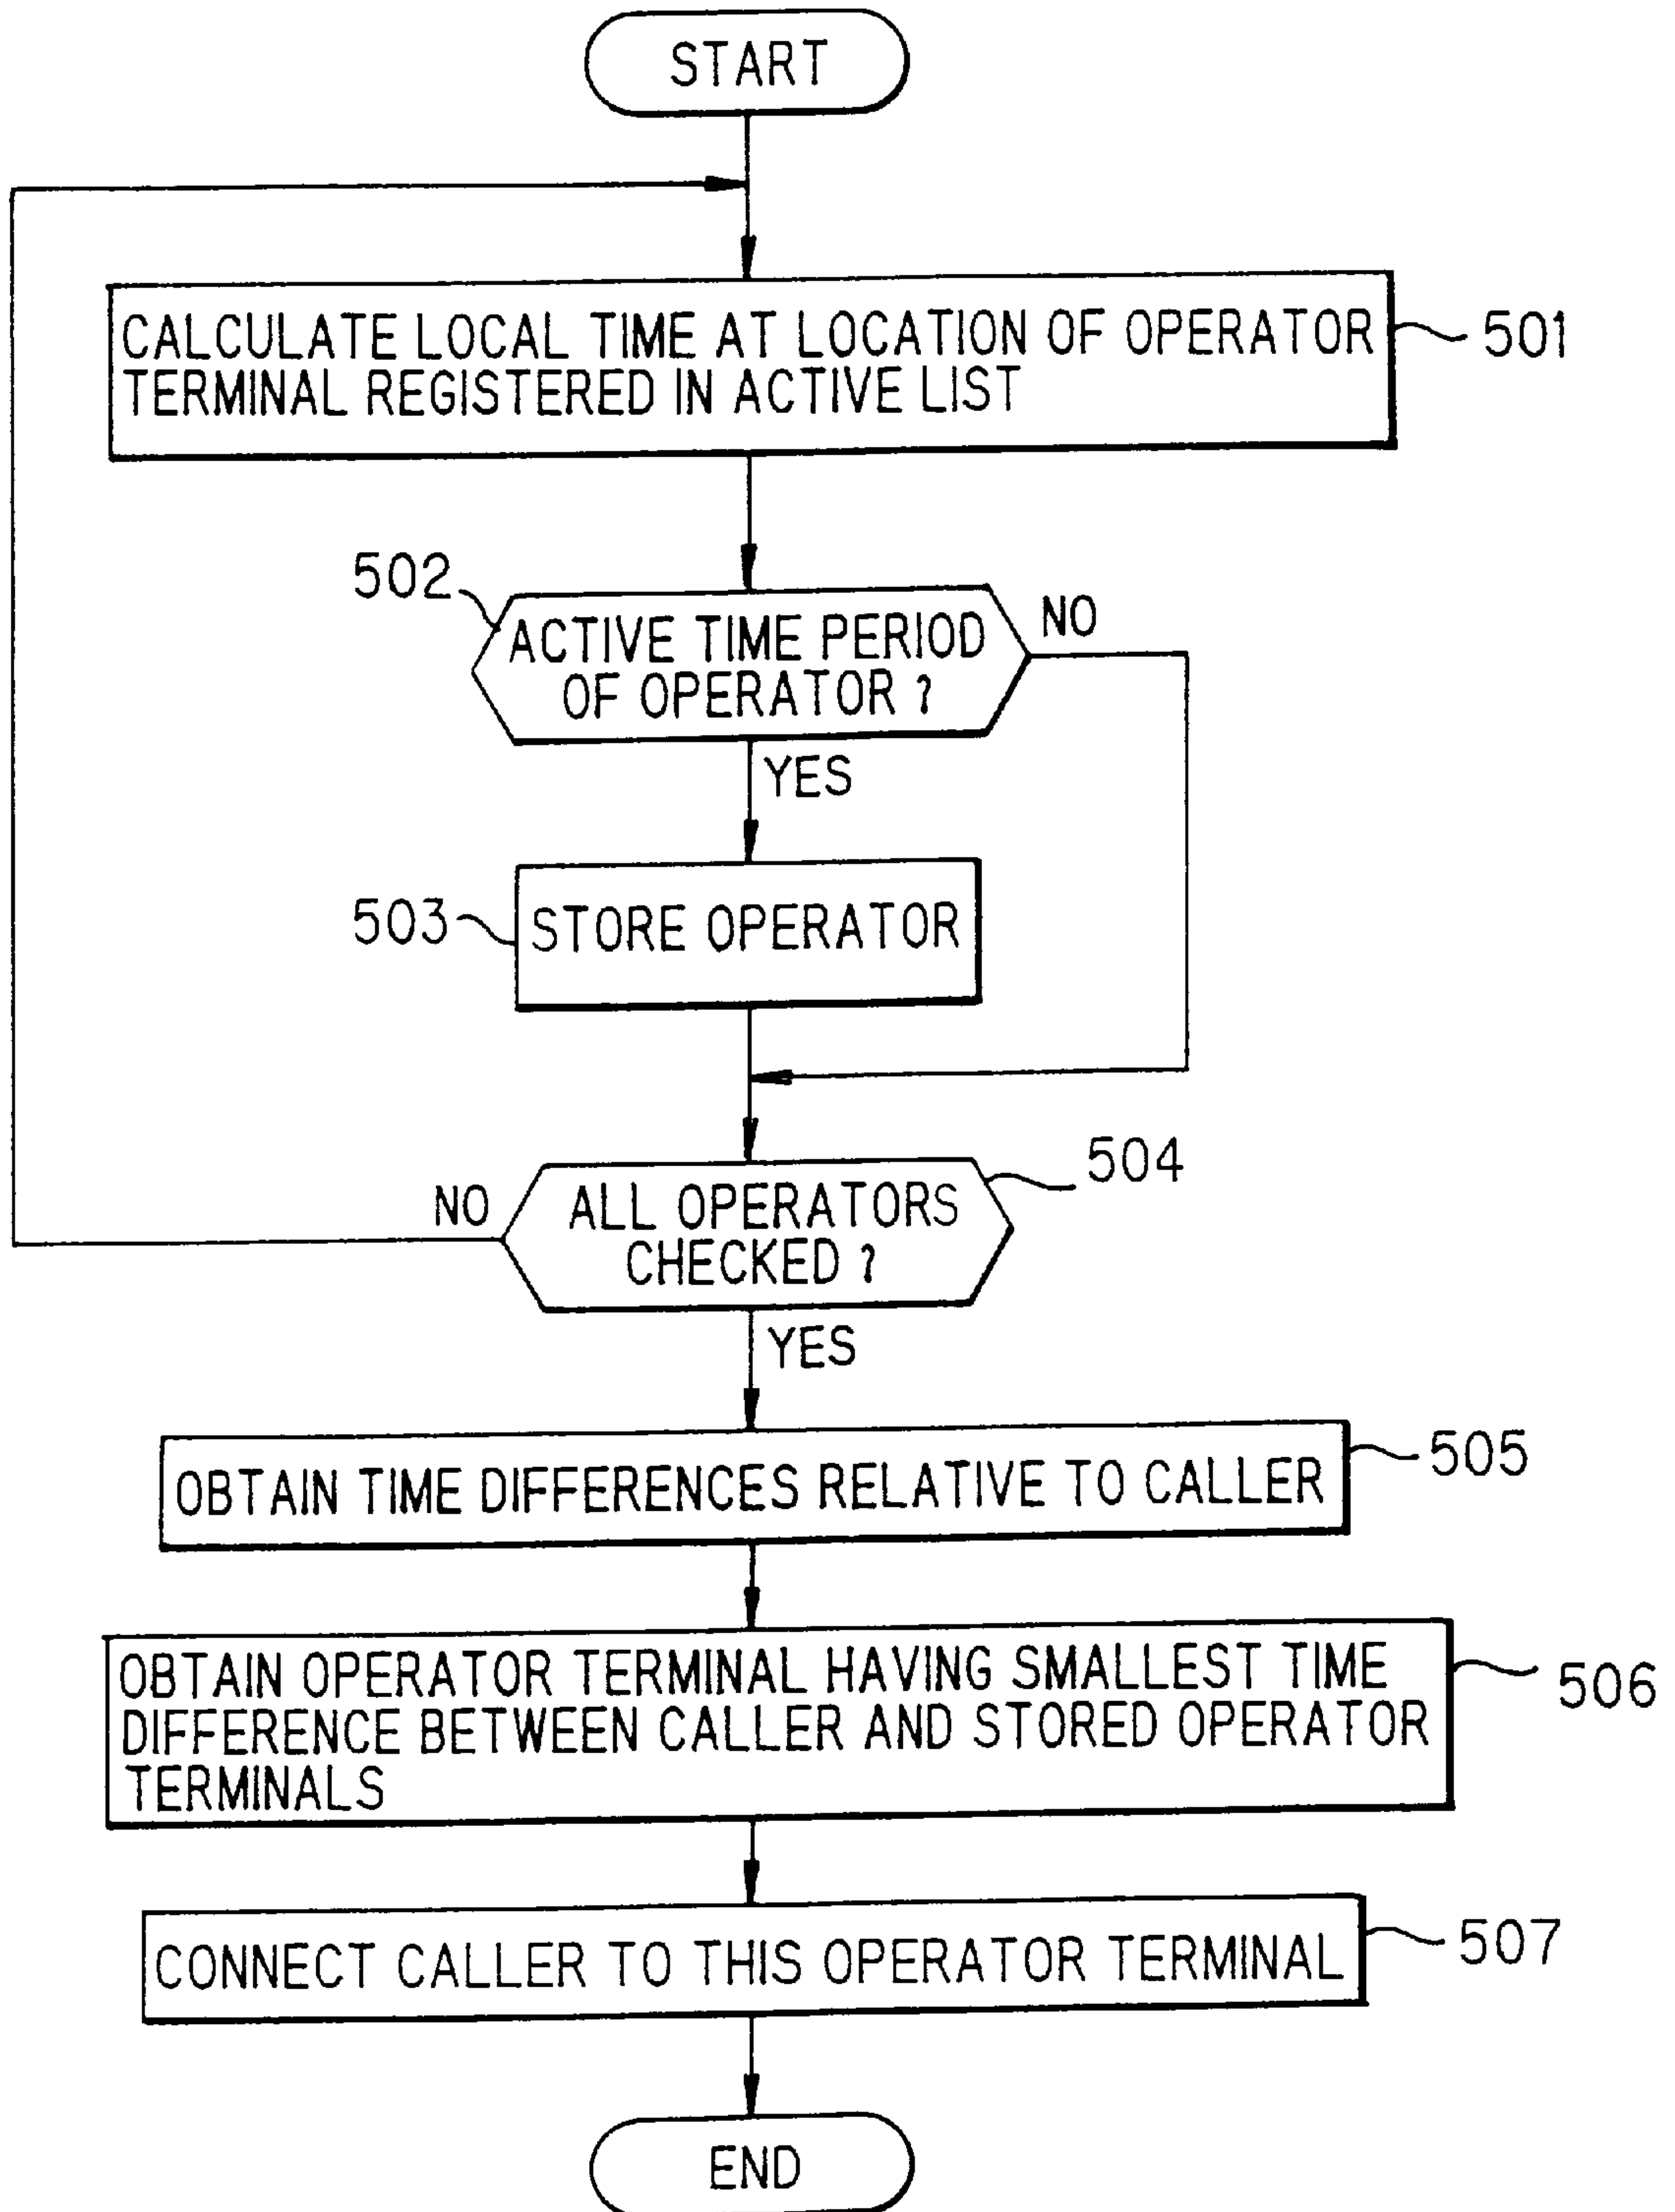 START
CALCULATE LOCAL TIME AT LOCATION OF OPERATOR
TERMINAL REGISTERED IN ACTIVE LIST
501
502
ACTIVE TIME PERIOD
OF OPERATOR ?
NO
YES
503
STORE OPERATOR
504
NO
ALL OPERATORS
CHECKED ?
YES
505
OBTAIN TIME DIFFERENCES RELATIVE TO CALLER
OBTAIN OPERATOR TERMINAL HAVING SMALLEST TIME
DIFFERENCE BETWEEN CALLER AND STORED OPERATOR
TERMINALS
506
CONNECT CALLER TO THIS OPERATOR TERMINAL
507
END